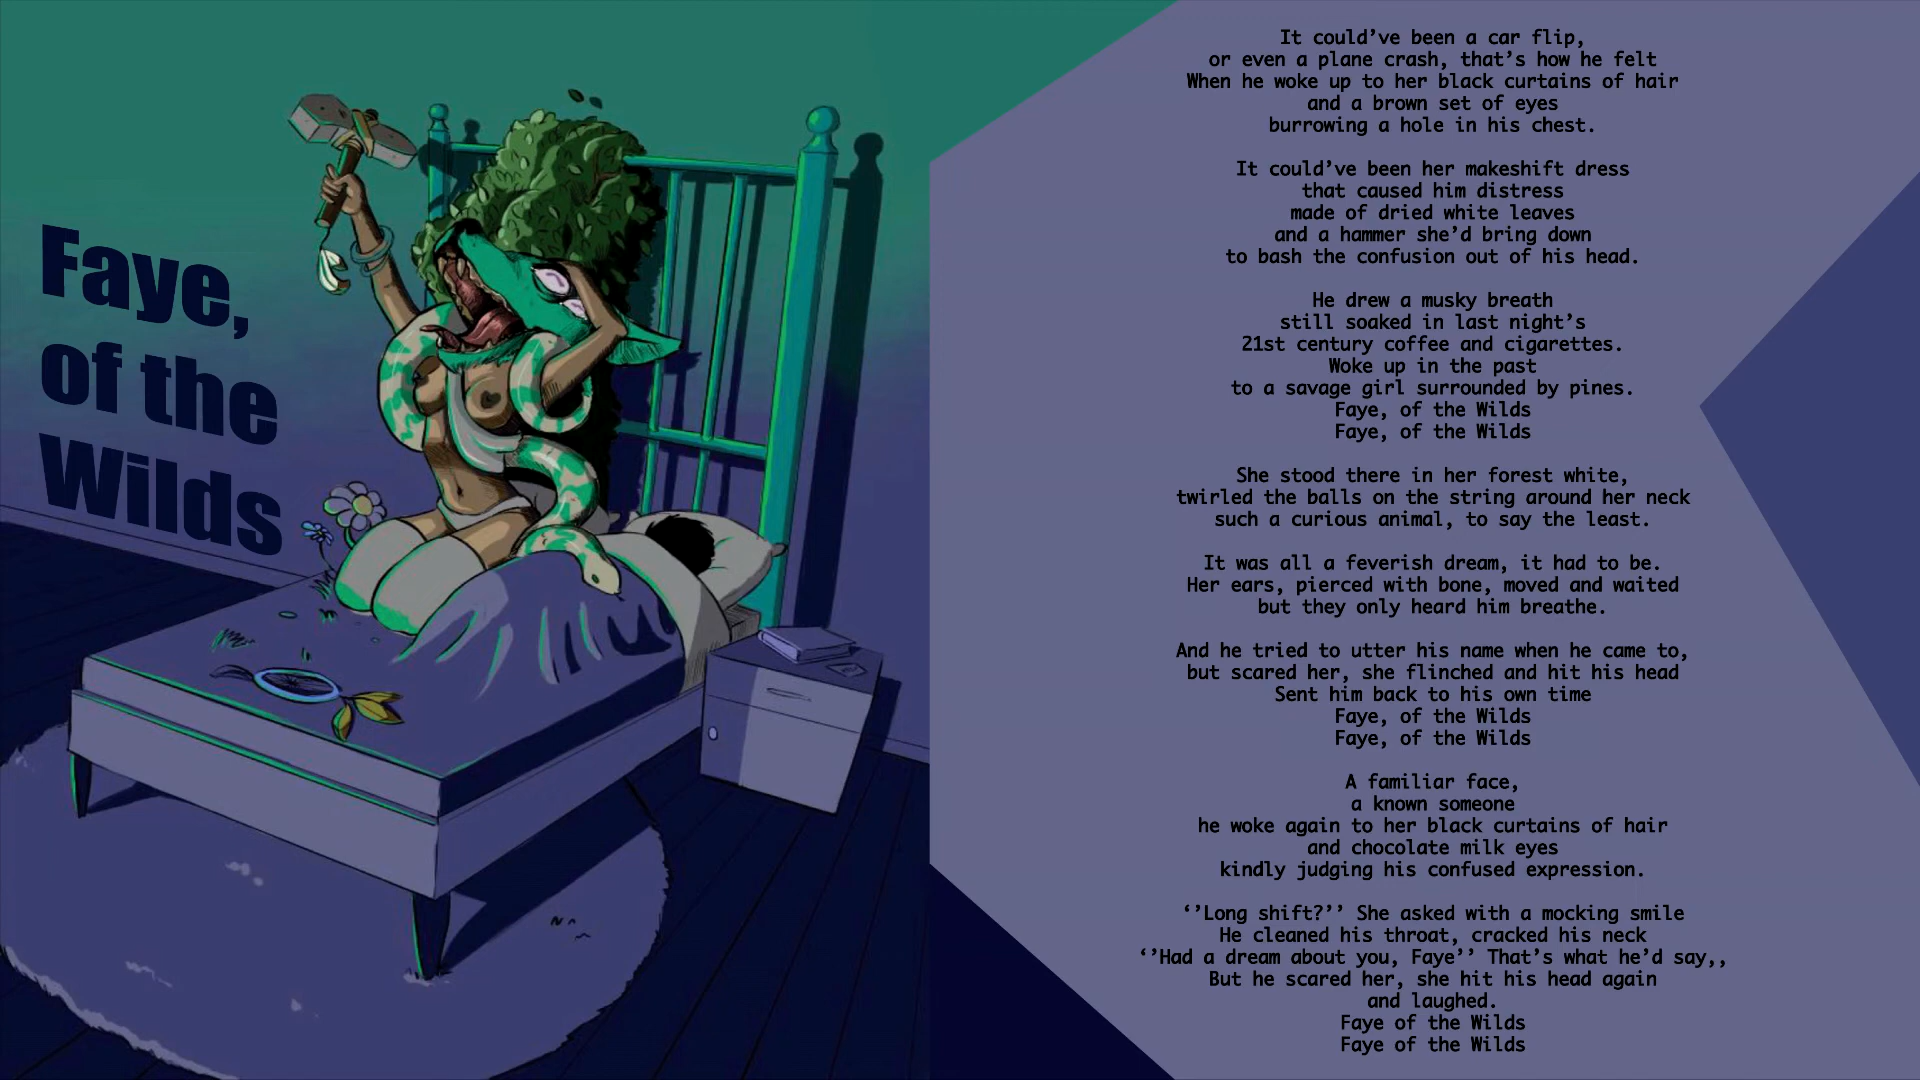 Faye,
of the
Wilds
It could’ve been a car flip,
or even a plane crash, that’s how he felt
When he woke up to her black curtains of hair
and a brown set of eyes
burrowing a hole in his chest.
It could’ve been her makeshift dress
that caused him distress
made of dried white leaves
and a hammer she’d bring down
to bash the confusion out of his head.
He drew a musky breath
still soaked in last night’s
21st century coffee and cigarettes.
Woke up in the past
to a savage girl surrounded by pines.
Faye, of the Wilds
Faye, of the Wilds
She stood there in her forest white,
twirled the balls on the string around her neck
such a curious animal, to say the least.
It was all a feverish dream, it had to be.
Her ears, pierced with bone, moved and waited
but they only heard him breathe.
And he tried to utter his name when he came to,
but scared her, she flinched and hit his head
Sent him back to his own time
Faye, of the Wilds
Faye, of the Wilds
A familiar face,
a known someone
he woke again to her black curtains of hair
and chocolate milk eyes
kindly judging his confused expression.
‘’Long shift?’’ She asked with a mocking smile
He cleaned his throat, cracked his neck
‘’Had a dream about you, Faye’’ That’s what he’d say,,
But he scared her, she hit his head again
and laughed.
Faye of the Wilds
Faye of the Wilds